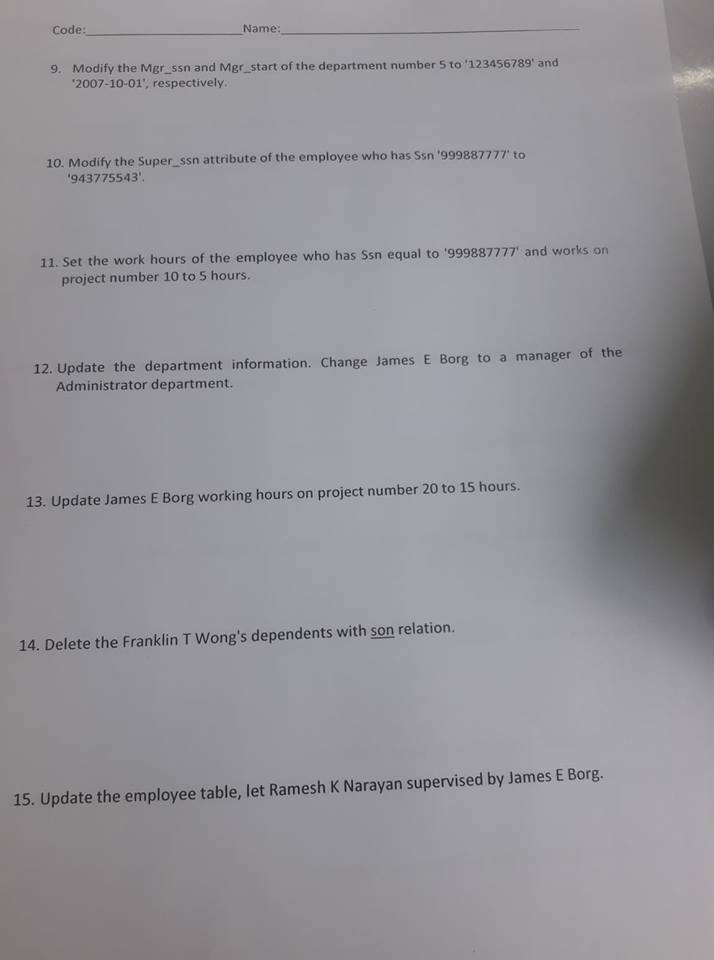 Code:____________________Name:____________________
9. Modify the Mgr_ssn and Mgr_start of the department number 5 to '123456789' and
'2007-10-01', respectively.
10. Modify the Super_ssn attribute of the employee who has Ssn '999887777' to
'943775543'.
11. Set the work hours of the employee who has Ssn equal to '999887777' and works on
project number 10 to 5 hours.
12. Update the department information. Change James E Borg to a manager of the
Administrator department.
13. Update James E Borg working hours on project number 20 to 15 hours.
14. Delete the Franklin T Wong's dependents with son relation.
15. Update the employee table, let Ramesh K Narayan supervised by James E Borg.